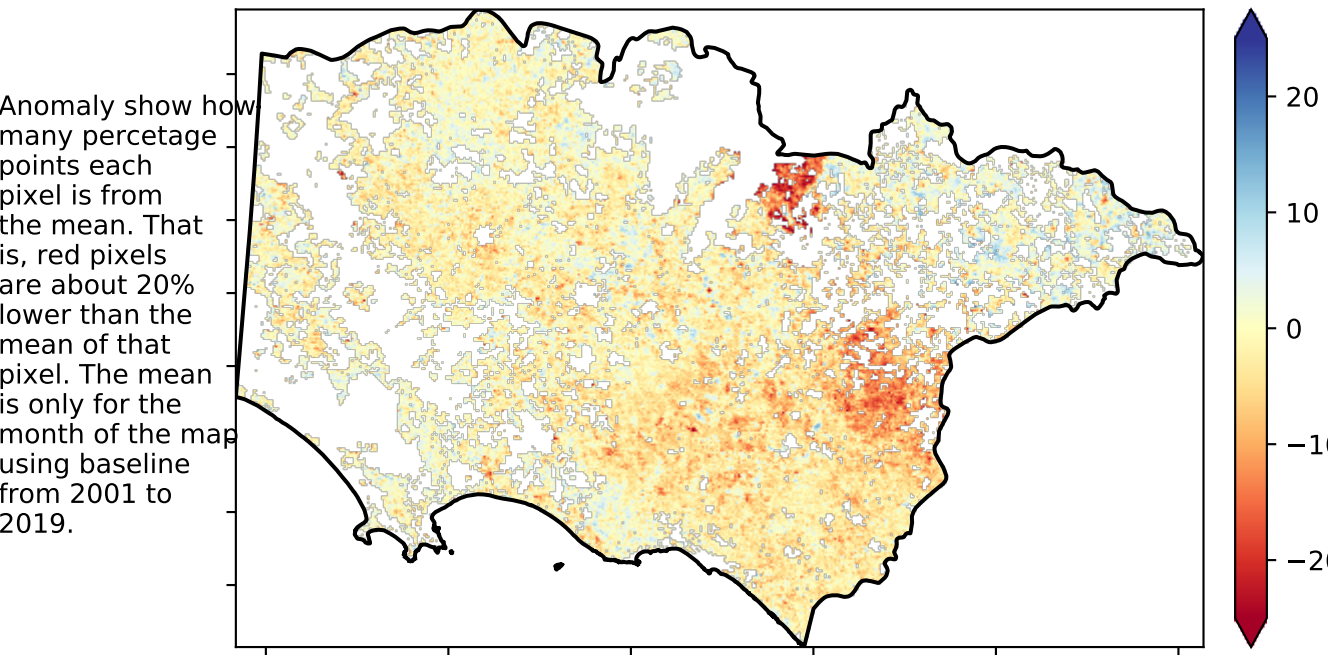 Anomaly show how
many percetage
points each
pixel is from
the mean. That
is, red pixels
are about 20%
lower than the
mean of that
pixel. The mean
is only for the
month of the map
using baseline
from 2001 to
2019.
20
10
0
−10
−20